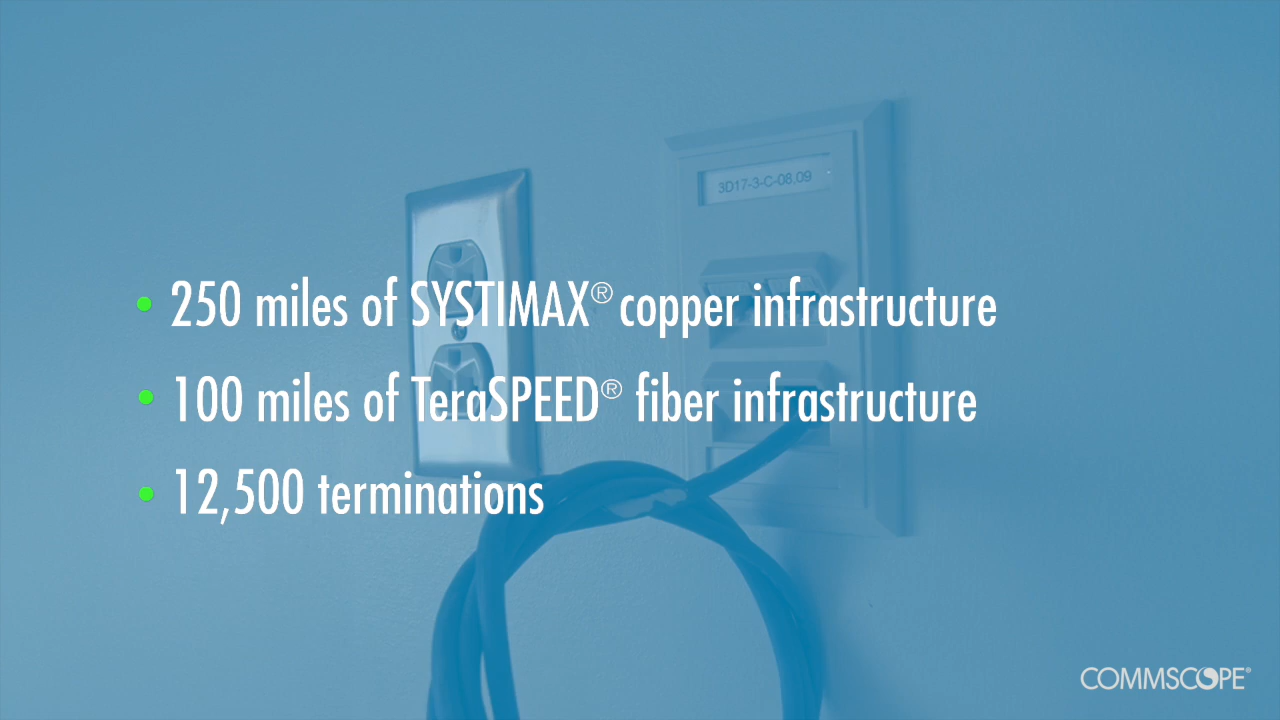 3D17-3-C-08.09
• 250 miles of SYSTIMAX® copper infrastructure
• 100 miles of TeraSPEED® fiber infrastructure
• 12,500 terminations
COMMSCOPE®